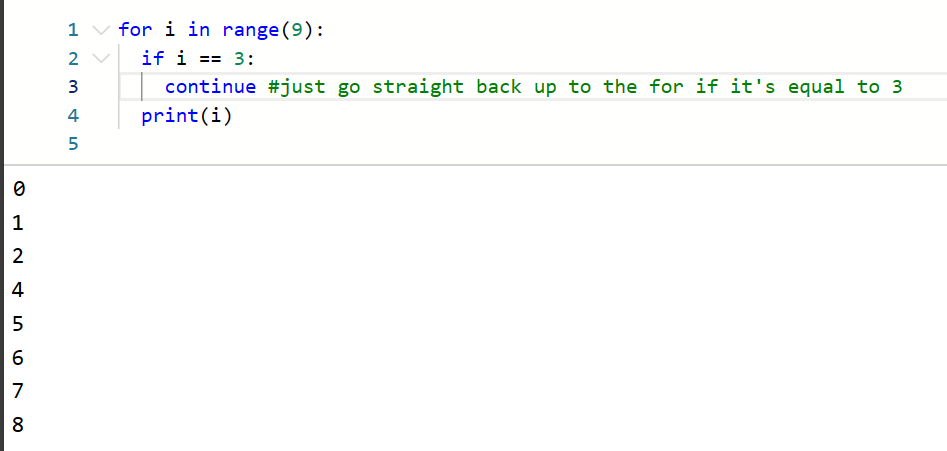 1 for i in range(9):
2 if i == 3:
3 continue #just go straight back up to the for if it's equal to 3
4 print(i)
5
0
1
2
4
5
6
7
8